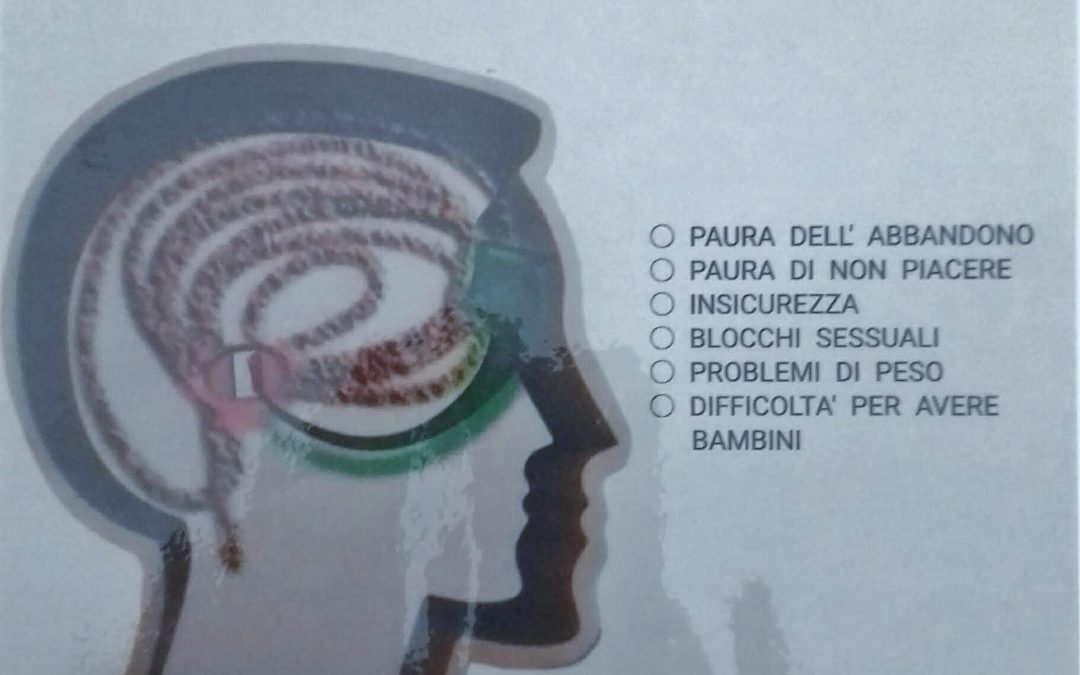 ○ PAURA DELL' ABBANDONO
○ PAURA DI NON PIACERE
○ INSICUREZZA
○ BLOCCHI SESSUALI
○ PROBLEMI DI PESO
○ DIFFICOLTA' PER AVERE
BAMBINI